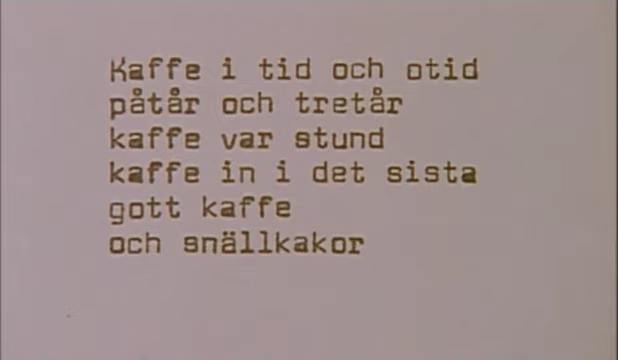 Kaffe i tid och otid
påtår och tretår
kaffe var stund
kaffe in i det sista
gott kaffe
och snällkakor